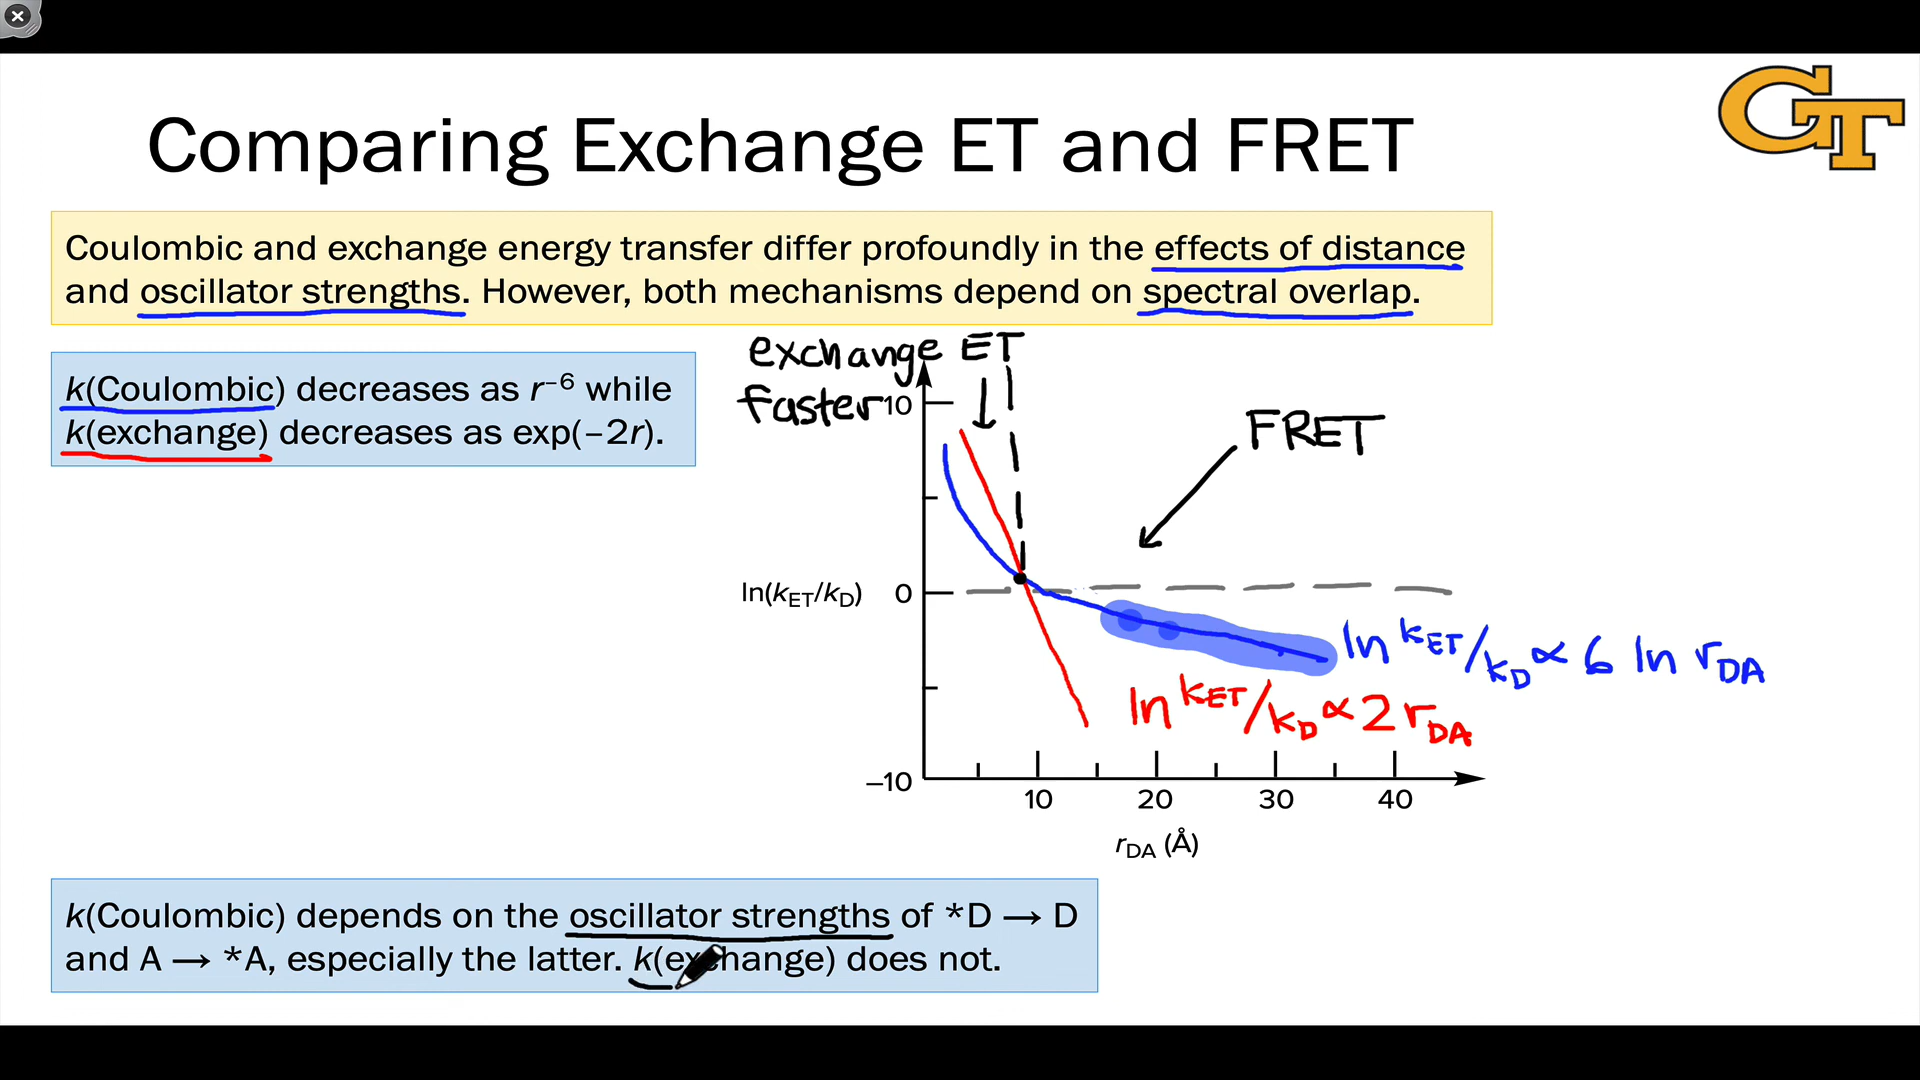 Comparing Exchange ET and FRET
GT
Coulombic and exchange energy transfer differ profoundly in the effects of distance
and oscillator strengths. However, both mechanisms depend on spectral overlap.
k(Coulombic) decreases as r⁻⁶ while
k(exchange) decreases as exp(–2r).
exchange ET
faster
FRET
10
0
–10
ln(kET/kD)
ln kET/kD ∝ 6 ln rDA
ln kET/kD ∝ 2 rDA
10 20 30 40
rDA (Å)
k(Coulombic) depends on the oscillator strengths of *D → D
and A → *A, especially the latter. k(exchange) does not.